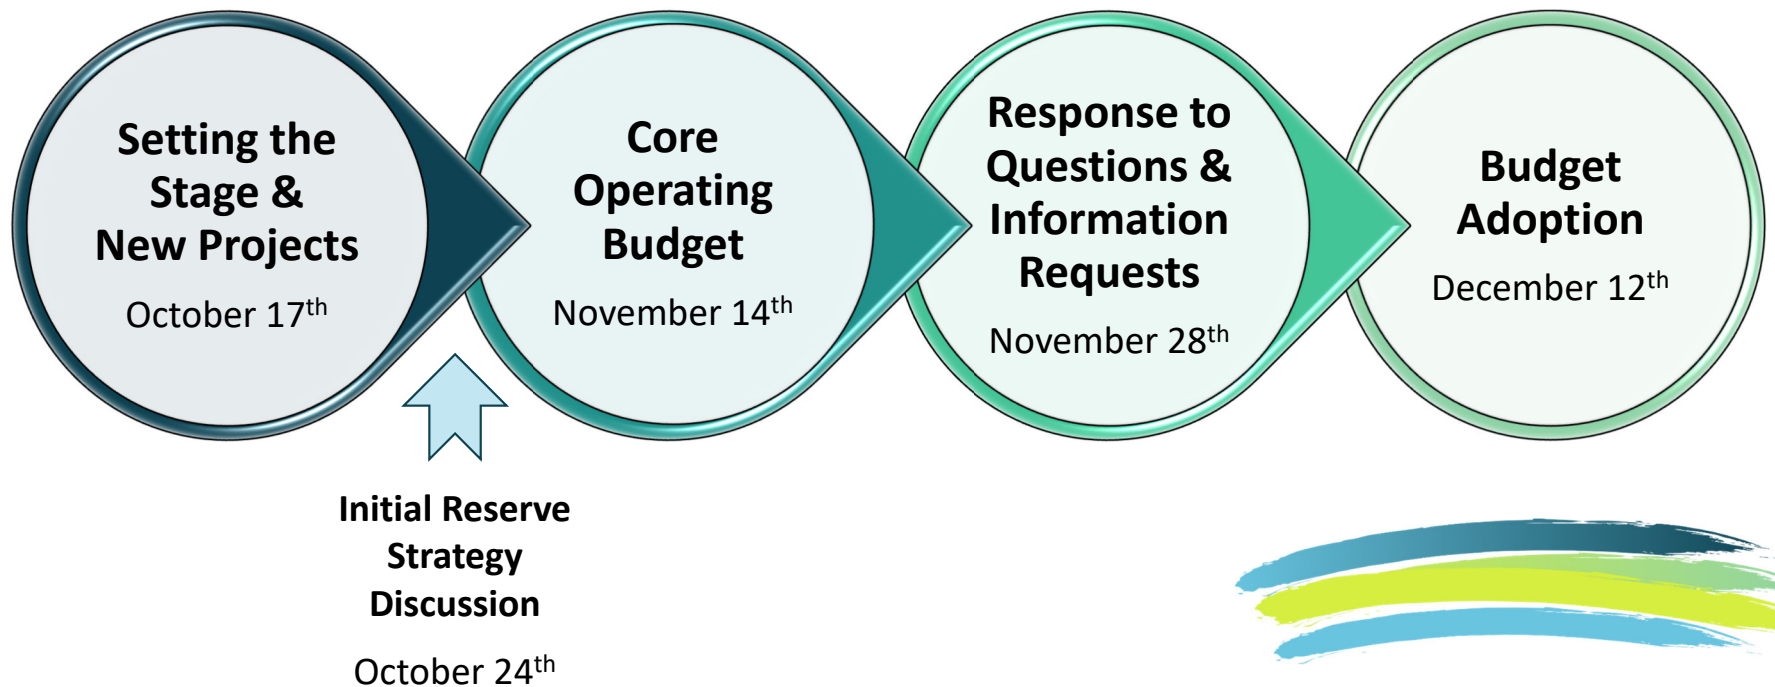 Setting the
Stage &
New Projects
October 17th
Core
Operating
Budget
November 14th
Response to
Questions &
Information
Requests
November 28th
Budget
Adoption
December 12th
Initial Reserve
Strategy
Discussion
October 24th